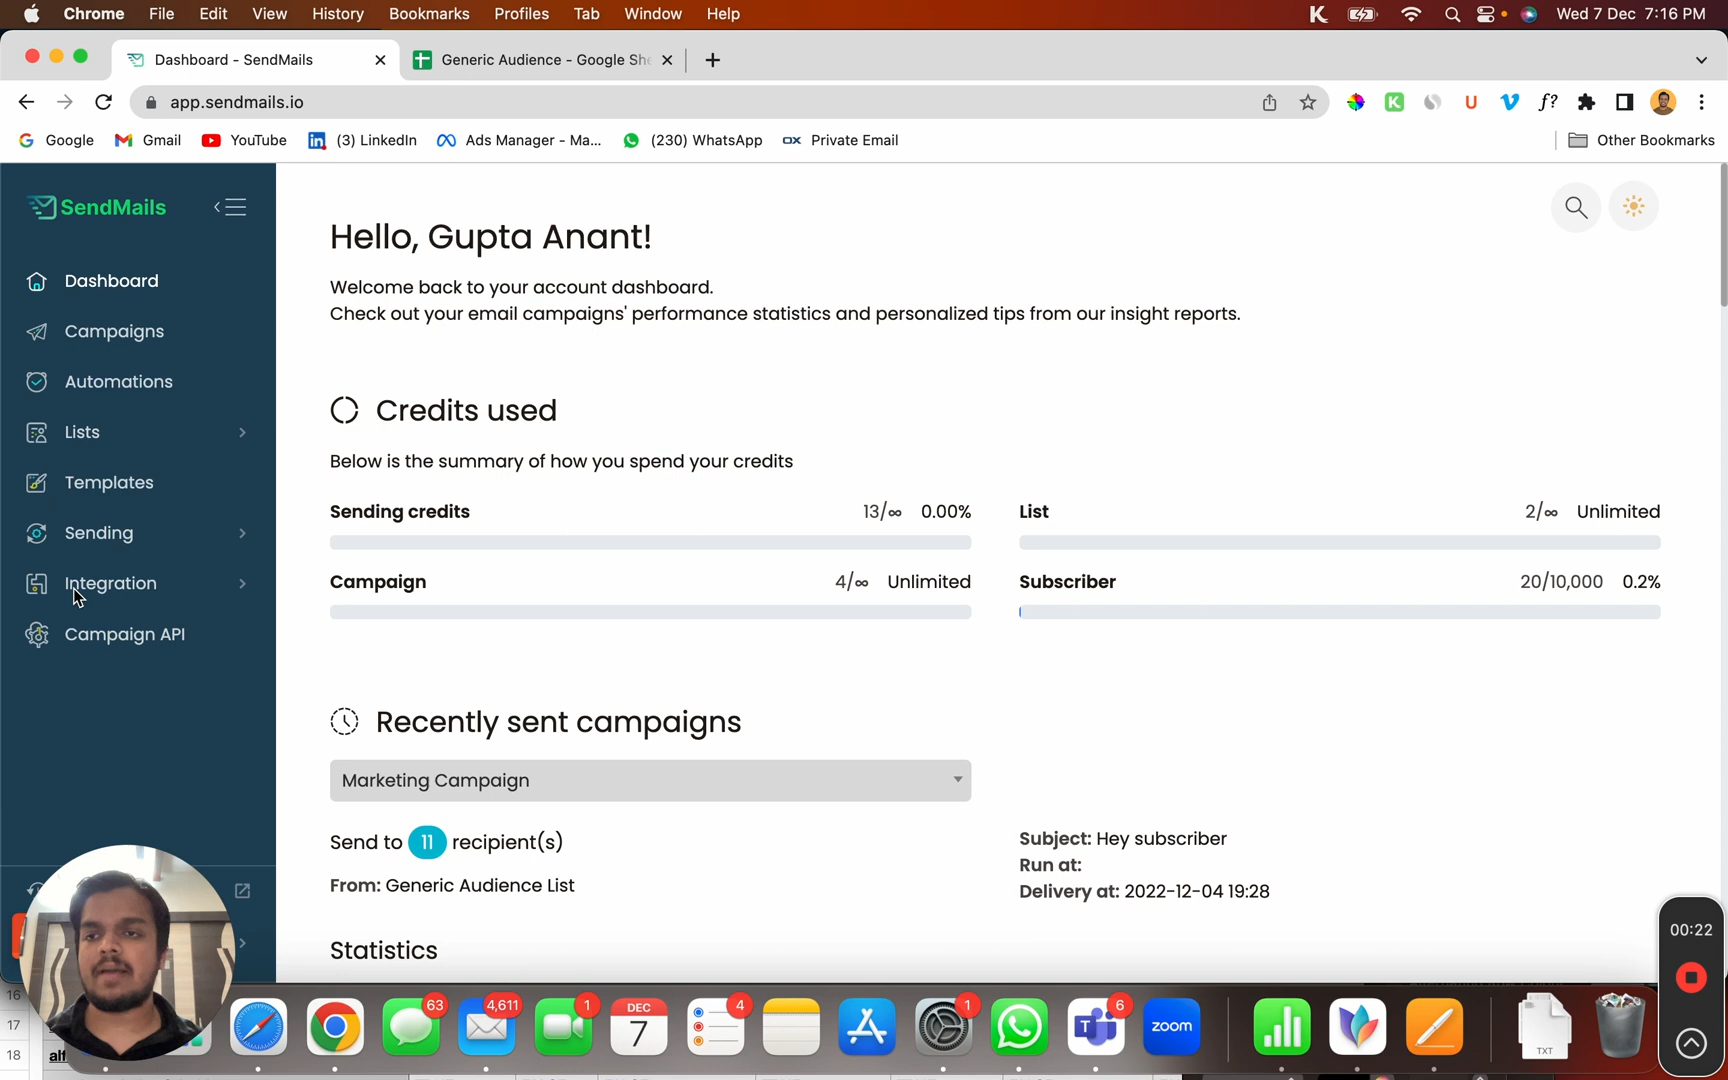 Chrome File Edit View History Bookmarks Profiles Tab Window Help Wed 7 Dec 7:16 PM
Dashboard - SendMails Generic Audience - Google She
app.sendmails.io
Google Gmail YouTube (3) LinkedIn Ads Manager - Ma... (230) WhatsApp Private Email Other Bookmarks
SendMails
Dashboard
Campaigns
Automations
Lists
Templates
Sending
Integration
Campaign API
Hello, Gupta Anant!
Welcome back to your account dashboard.
Check out your email campaigns' performance statistics and personalized tips from our insight reports.
Credits used
Below is the summary of how you spend your credits
Sending credits 13/∞ 0.00% List 2/∞ Unlimited
Campaign 4/∞ Unlimited Subscriber 20/10,000 0.2%
Recently sent campaigns
Marketing Campaign
Send to 11 recipient(s)
From: Generic Audience List
Subject: Hey subscriber
Run at:
Delivery at: 2022-12-04 19:28
Statistics
00:22
16
17
18 alf
63 4,611 1 DEC 7 4 1 6 zoom TXT